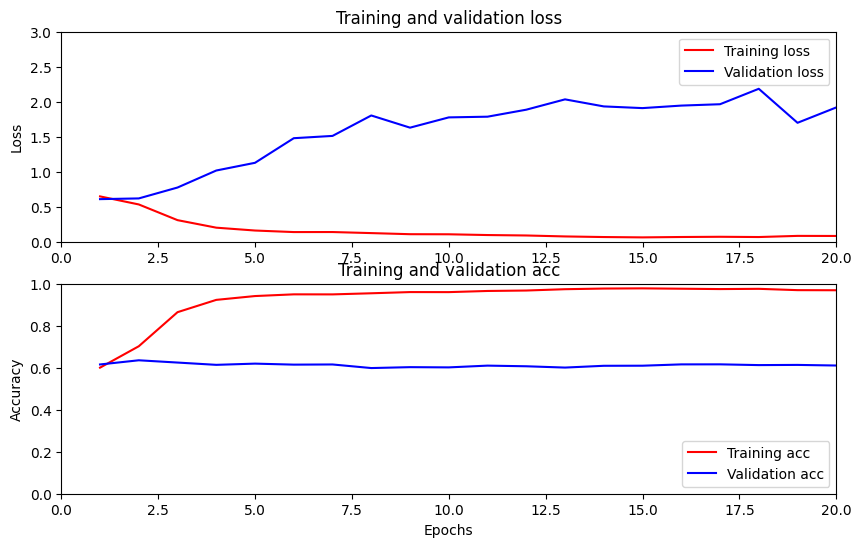 Training and validation loss
3.0
2.5
2.0
1.5
1.0
0.5
0.0
Loss
Training loss
Validation loss
0.0 2.5 5.0 7.5 10.0 12.5 15.0 17.5 20.0
Training and validation acc
1.0
0.8
0.6
0.4
0.2
0.0
Accuracy
Training acc
Validation acc
0.0 2.5 5.0 7.5 10.0 12.5 15.0 17.5 20.0
Epochs